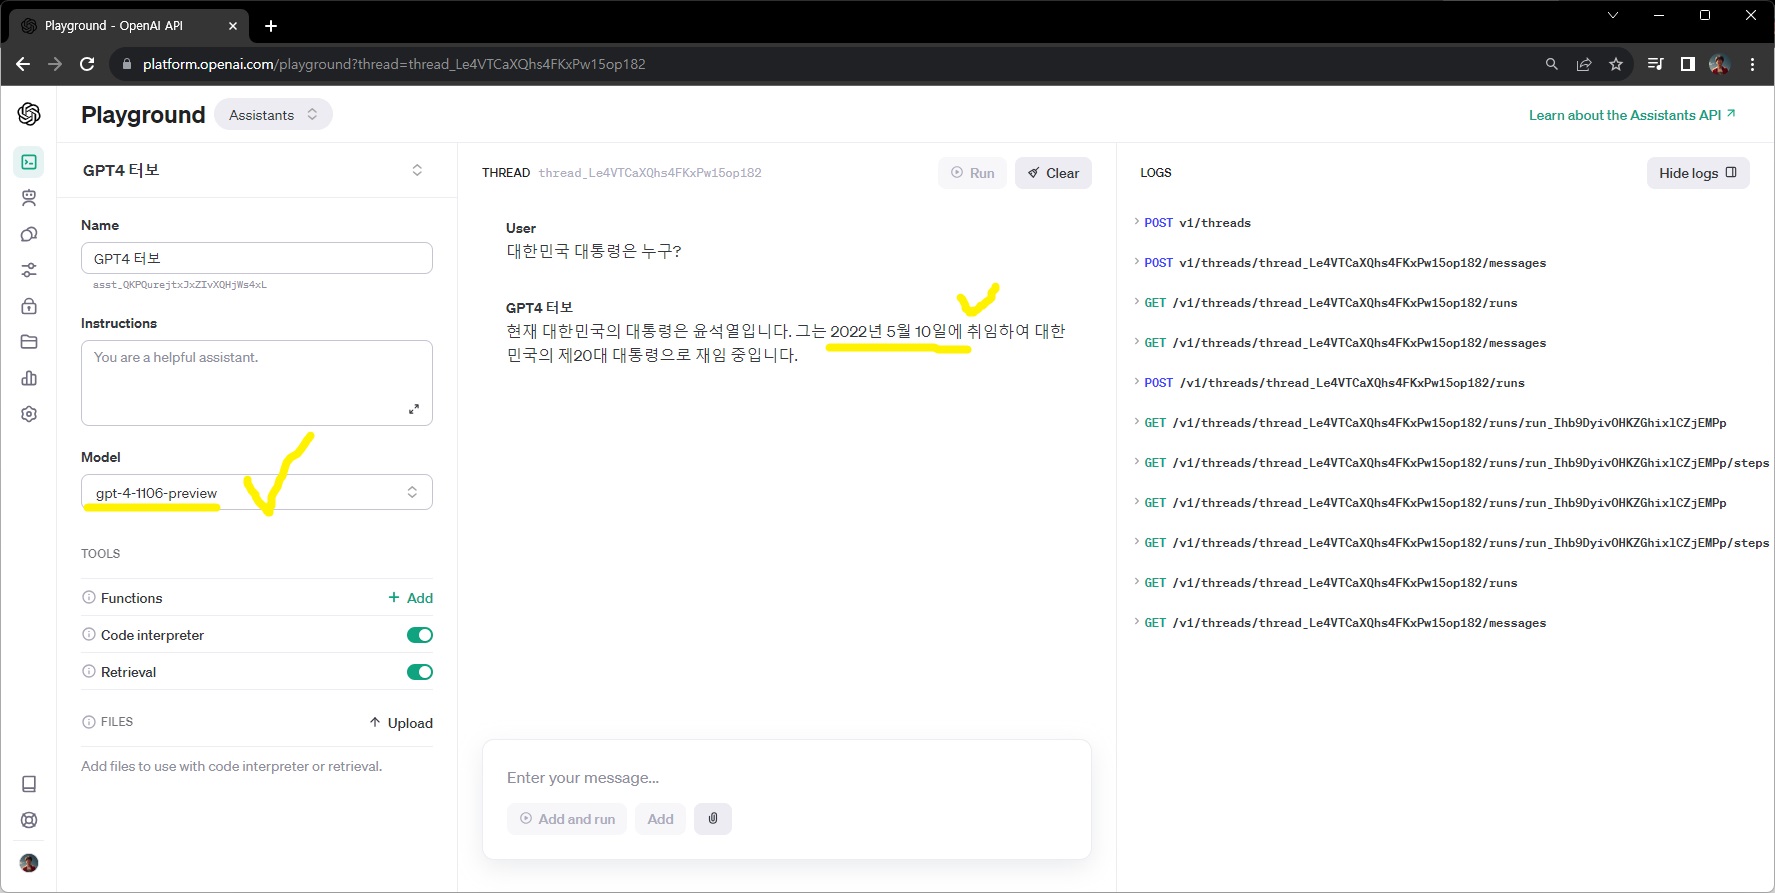 Playground - OpenAI API
platform.openai.com/playground?thread=thread_Le4VTCaXQhs4FKxPw15op182
Playground
Assistants
Learn about the Assistants API
GPT4 터보
Name
GPT4 터보
asst_QKPQurejtxJxZIvXQHjWs4xL
Instructions
You are a helpful assistant.
Model
gpt-4-1106-preview
TOOLS
Functions
Add
Code interpreter
Retrieval
FILES
Upload
Add files to use with code interpreter or retrieval.
THREAD thread_Le4VTCaXQhs4FKxPw15op182
Run
Clear
User
대한민국 대통령은 누구?
GPT4 터보
현재 대한민국의 대통령은 윤석열입니다. 그는 2022년 5월 10일에 취임하여 대한
민국의 제20대 대통령으로 재임 중입니다.
Enter your message...
Add and run
Add
LOGS
Hide logs
POST v1/threads
POST v1/threads/thread_Le4VTCaXQhs4FKxPw15op182/messages
GET /v1/threads/thread_Le4VTCaXQhs4FKxPw15op182/runs
GET /v1/threads/thread_Le4VTCaXQhs4FKxPw15op182/messages
POST /v1/threads/thread_Le4VTCaXQhs4FKxPw15op182/runs
GET /v1/threads/thread_Le4VTCaXQhs4FKxPw15op182/runs/run_Ihb9DyivOHKZGhixlCZjEMPp
GET /v1/threads/thread_Le4VTCaXQhs4FKxPw15op182/runs/run_Ihb9DyivOHKZGhixlCZjEMPp/steps
GET /v1/threads/thread_Le4VTCaXQhs4FKxPw15op182/runs/run_Ihb9DyivOHKZGhixlCZjEMPp
GET /v1/threads/thread_Le4VTCaXQhs4FKxPw15op182/runs/run_Ihb9DyivOHKZGhixlCZjEMPp/steps
GET /v1/threads/thread_Le4VTCaXQhs4FKxPw15op182/runs
GET /v1/threads/thread_Le4VTCaXQhs4FKxPw15op182/messages